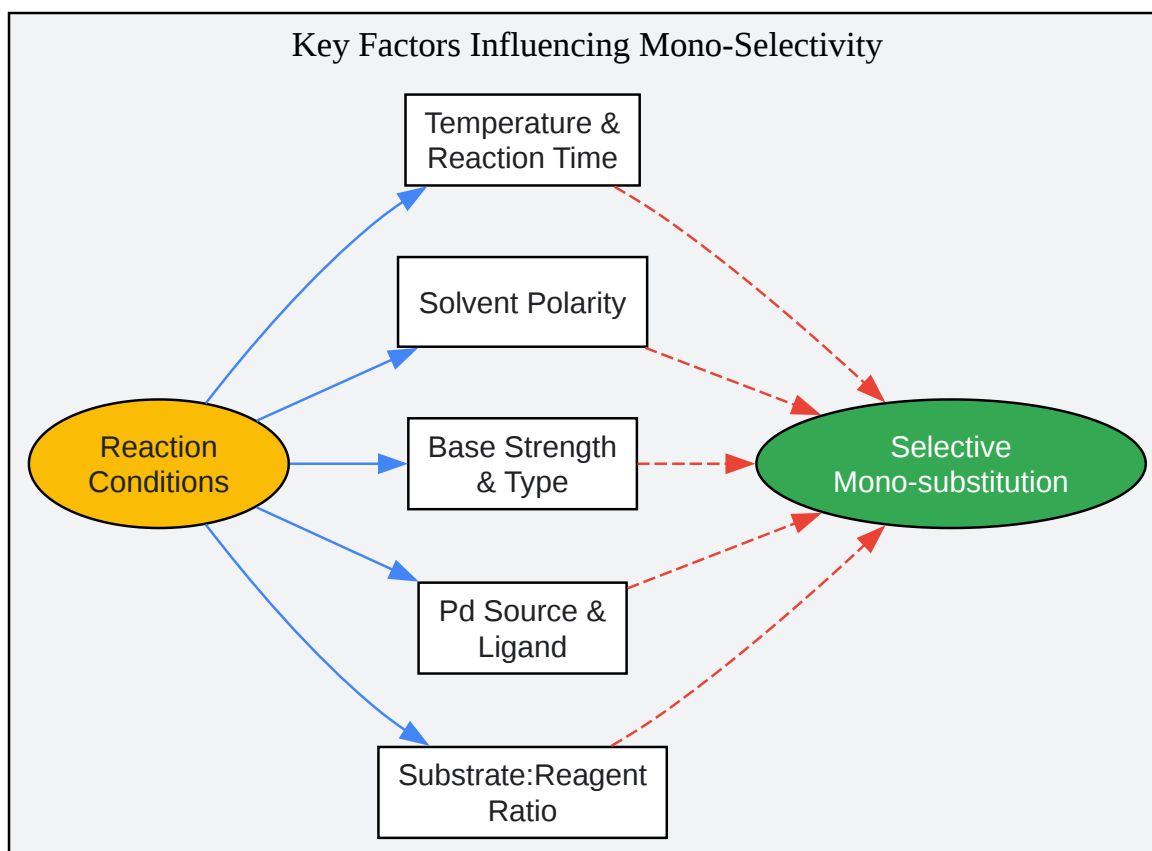 Key Factors Influencing Mono-Selectivity
Temperature &
Reaction Time
Solvent Polarity
Reaction
Conditions
Base Strength
& Type
Selective
Mono-substitution
Pd Source &
Ligand
Substrate:Reagent
Ratio